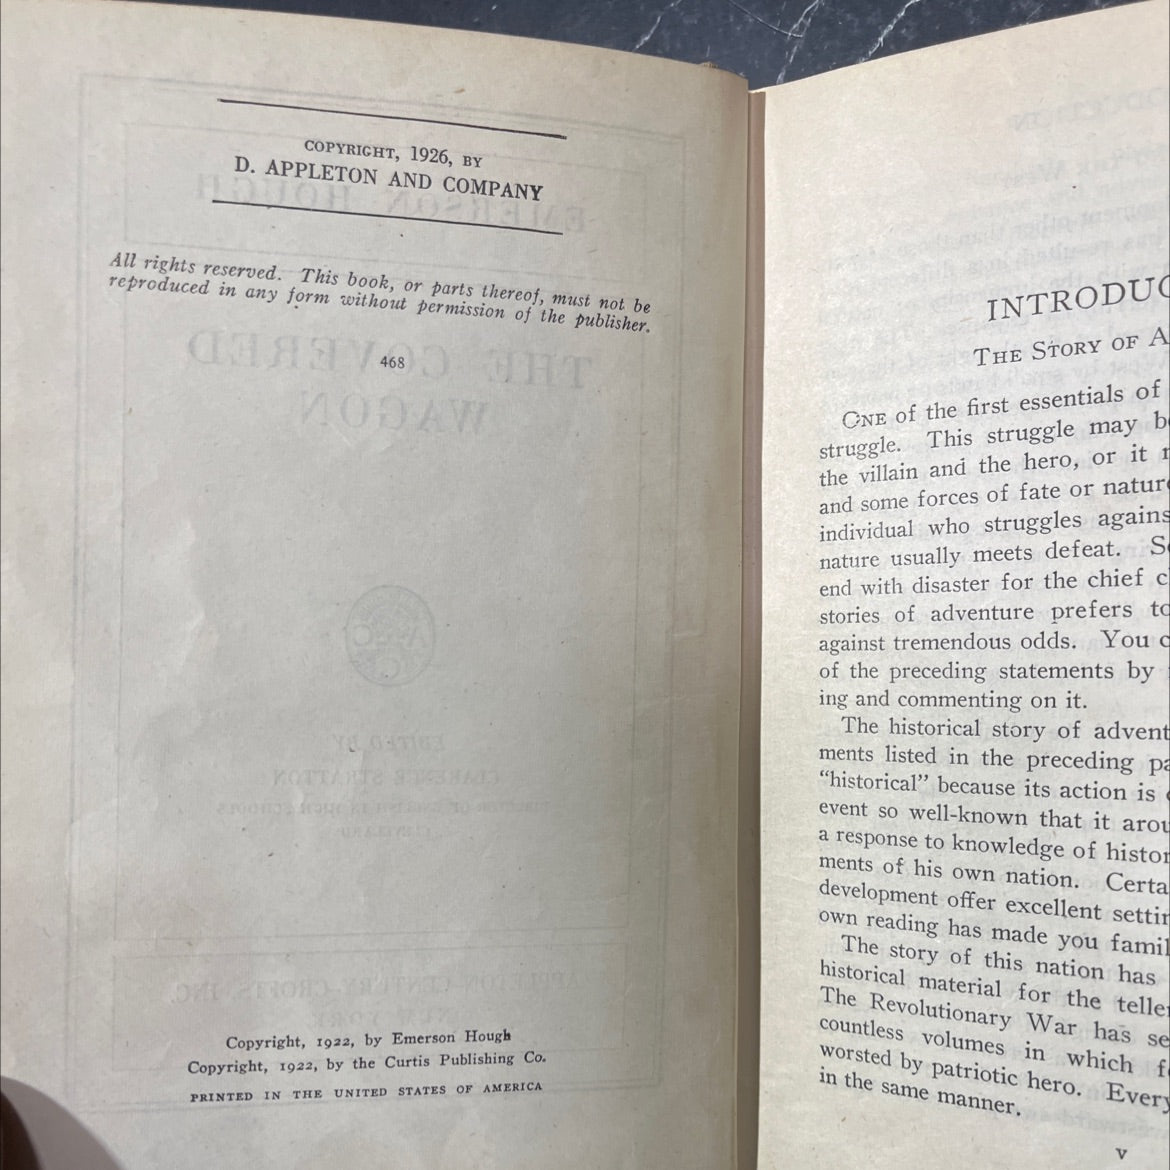 COPYRIGHT, 1926, BY
D. APPLETON AND COMPANY
All rights reserved. This book, or parts thereof, must not be
reproduced in any form without permission of the publisher.
468
Copyright, 1922, by Emerson Hough
Copyright, 1922, by the Curtis Publishing Co.
PRINTED IN THE UNITED STATES OF AMERICA
INTRODUC
THE STORY OF A
ONE of the first essentials of
struggle. This struggle may b
the villain and the hero, or it
and some forces of fate or nature
individual who struggles agains
nature usually meets defeat. S
end with disaster for the chief c
stories of adventure prefers to
against tremendous odds. You c
of the preceding statements by
ing and commenting on it.
The historical story of advent
ments listed in the preceding pa
"historical" because its action is
event so well-known that it arou
a response to knowledge of histor
ments of his own nation. Certa
development offer excellent settin
own reading has made you famil
The story of this nation has
historical material for the telle
The Revolutionary War has se
countless volumes in which f
worsted by patriotic hero. Every
in the same manner.
v